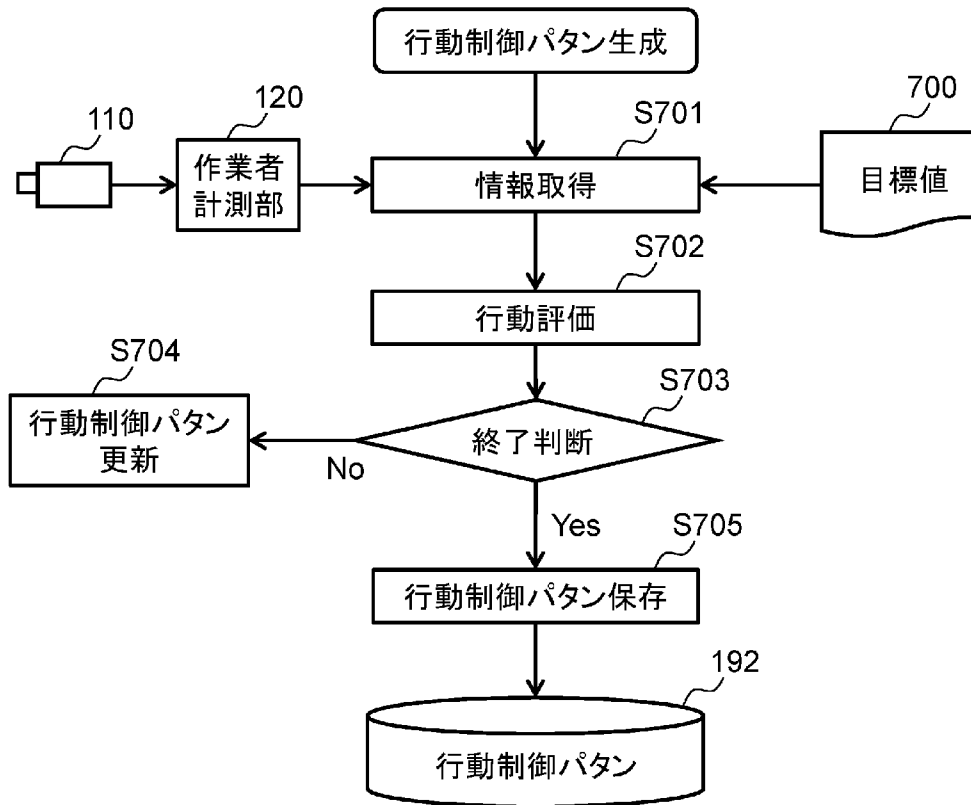 行動制御パタン生成
110
120
S701
700
作業者
計測部
情報取得
目標値
S702
行動評価
S704
S703
行動制御パタン
更新
終了判断
No
Yes
S705
行動制御パタン保存
192
行動制御パタン